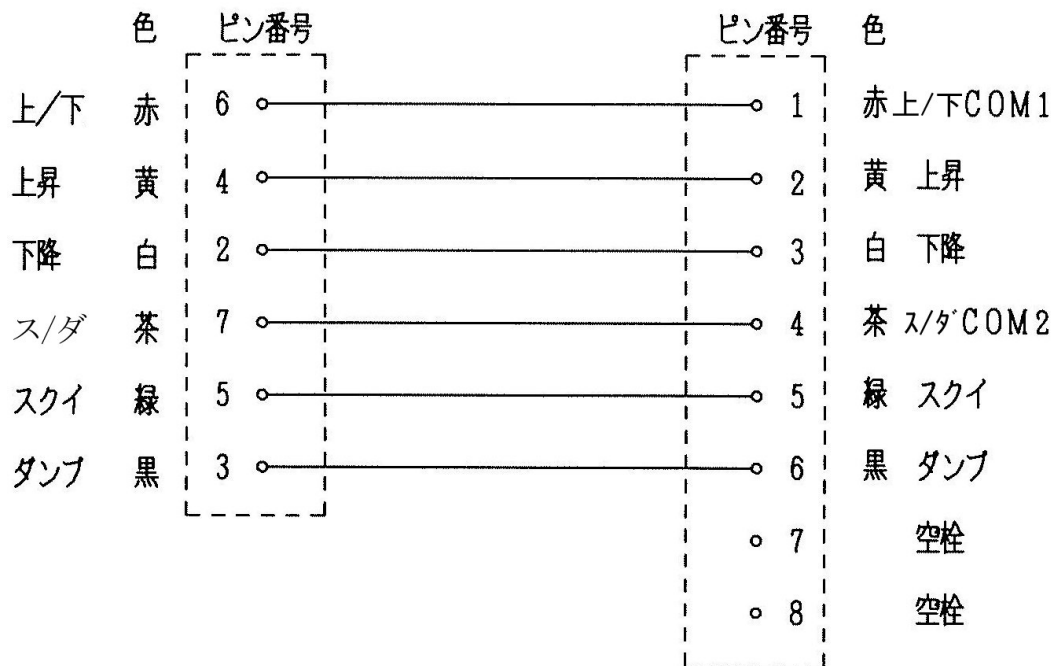 色 ピン番号 ピン番号 色
上/下 赤 6 1 赤 上/下COM1
上昇 黄 4 2 黄 上昇
下降 白 2 3 白 下降
ス/ダ 茶 7 4 茶 ス/ダCOM2
スクイ 緑 5 5 緑 スクイ
ダンプ 黒 3 6 黒 ダンプ
7 空栓
8 空栓